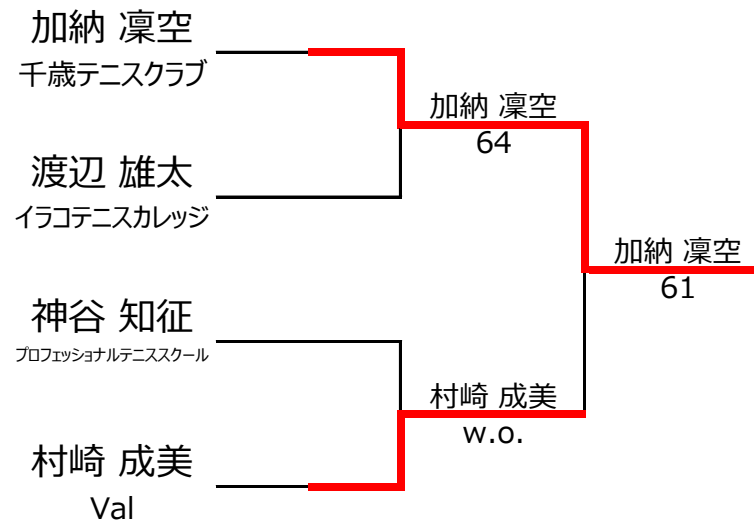 加納 凜空
千歳テニスクラブ
渡辺 雄太
イラコテニスカレッジ
神谷 知征
プロフェッショナルテニススクール
村崎 成美
Val
加納 凜空
64
村崎 成美
w.o.
加納 凜空
61